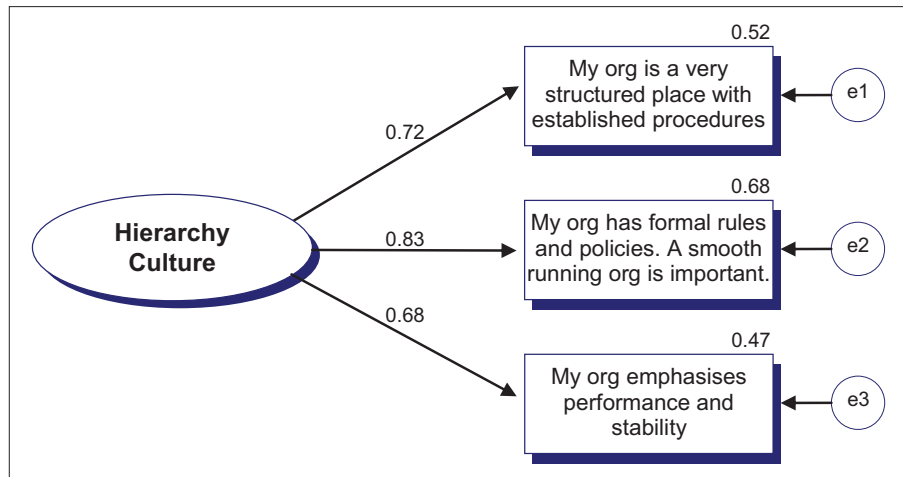 0.52
My org is a very
structured place with
established procedures
e1
0.72
0.68
Hierarchy
Culture
0.83
My org has formal rules
and policies. A smooth
running org is important.
e2
0.68
0.47
My org emphasises
performance and
stability
e3